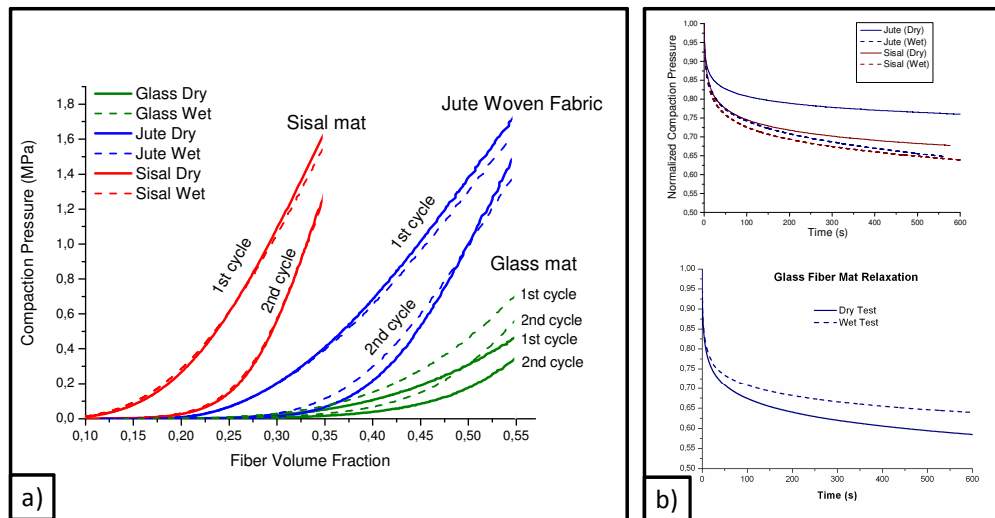 Glass Dry
Glass Wet
Jute Dry
Jute Wet
Sisal Dry
Sisal Wet
Sisal mat
Jute Woven Fabric
Glass mat
1st cycle
2nd cycle
1st cycle
2nd cycle
1st cycle
2nd cycle
1st cycle
2nd cycle
Compaction Pressure (MPa)
1,8
1,6
1,4
1,2
1,0
0,8
0,6
0,4
0,2
0,0
0,10
0,15
0,20
0,25
0,30
0,35
0,40
0,45
0,50
0,55
Fiber Volume Fraction
a)
Jute (Dry)
Jute (Wet)
Sisal (Dry)
Sisal (Wet)
Normalized Compaction Pressure
1,00
0,95
0,90
0,85
0,80
0,75
0,70
0,65
0,60
0,55
0,50
0
100
200
300
400
500
600
Time (s)
Glass Fiber Mat Relaxation
Dry Test
Wet Test
1,00
0,95
0,90
0,85
0,80
0,75
0,70
0,65
0,60
0,55
0,50
0
100
200
300
400
500
600
Time (s)
b)